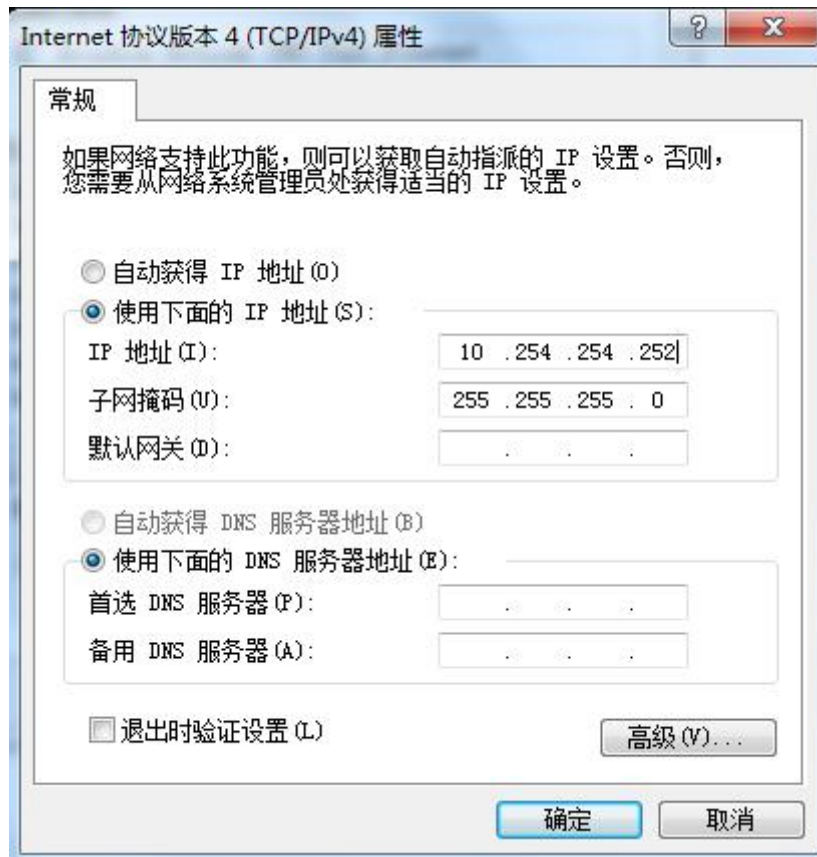 Internet 协议版本 4 (TCP/IPv4) 属性
常规
如果网络支持此功能，则可以获取自动指派的 IP 设置。否则，
您需要从网络系统管理员处获得适当的 IP 设置。
自动获得 IP 地址(O)
使用下面的 IP 地址(S):
IP 地址(I): 10 .254 .254 .252
子网掩码(U): 255 .255 .255 . 0
默认网关(D): . . .
自动获得 DNS 服务器地址(B)
使用下面的 DNS 服务器地址(E):
首选 DNS 服务器(P): . . .
备用 DNS 服务器(A): . . .
退出时验证设置(L)
高级(V)...
确定 取消